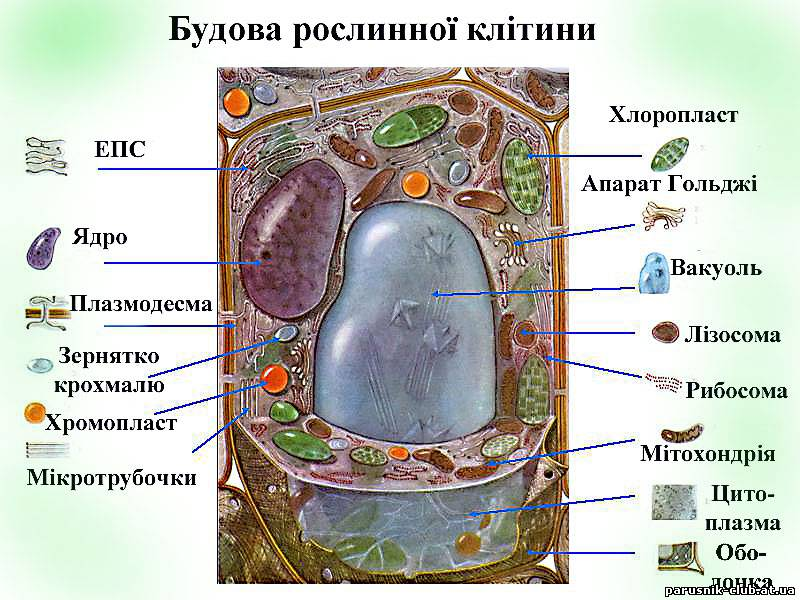 Будова рослинної клітини
ЕПС
Ядро
Плазмодесма
Зернятко
крохмалю
Хромопласт
Мікротрубочки
Хлоропласт
Апарат Гольджі
Вакуоль
Лізосома
Рибосома
Мітохондрія
Цито-
плазма
Обо-
лонка
parusnik-club.at.ua